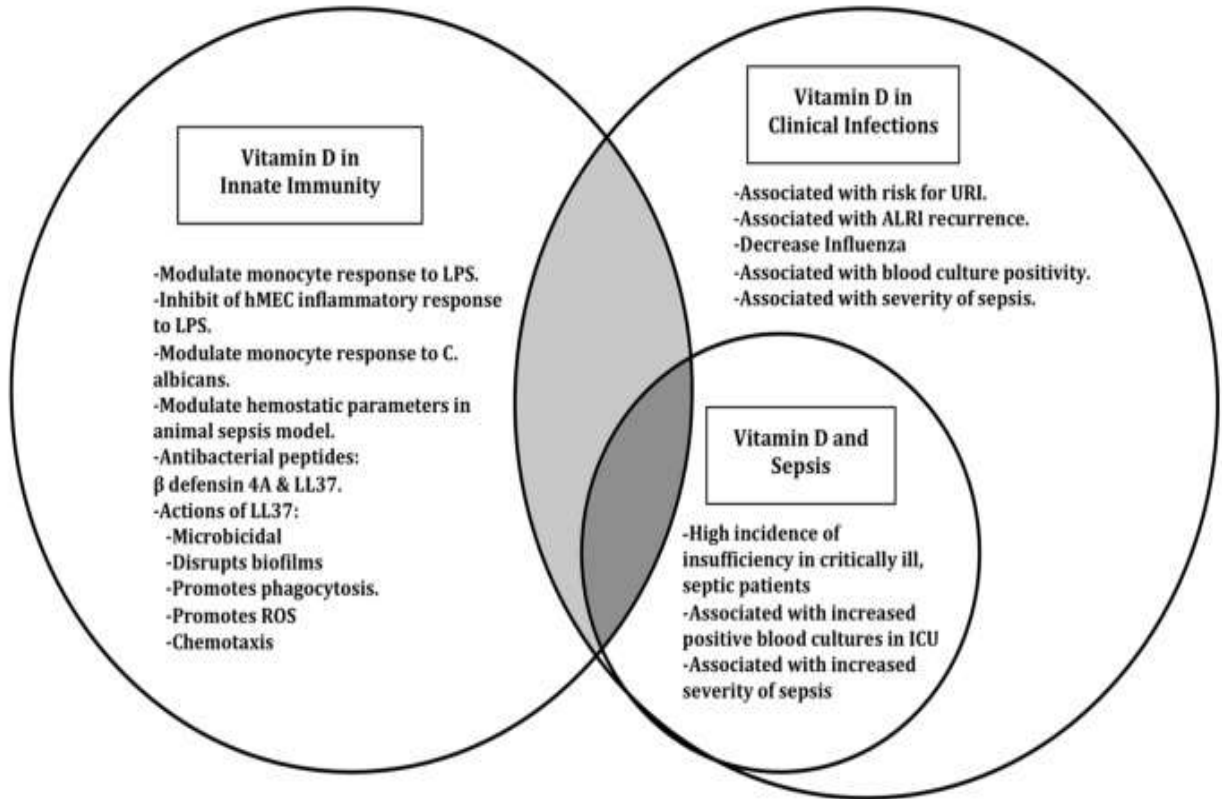 Vitamin D in
Innate Immunity
-Modulate monocyte response to LPS.
-Inhibit of hMEC inflammatory response
to LPS.
-Modulate monocyte response to C.
albicans.
-Modulate hemostatic parameters in
animal sepsis model.
-Antibacterial peptides:
β defensin 4A & LL37.
-Actions of LL37:
-Microbicidal
-Disrupts biofilms
-Promotes phagocytosis.
-Promotes ROS
-Chemotaxis
Vitamin D in
Clinical Infections
-Associated with risk for URI.
-Associated with ALRI recurrence.
-Decrease Influenza
-Associated with blood culture positivity.
-Associated with severity of sepsis.
Vitamin D and
Sepsis
-High incidence of
insufficiency in critically ill,
septic patients
-Associated with increased
positive blood cultures in ICU
-Associated with increased
severity of sepsis